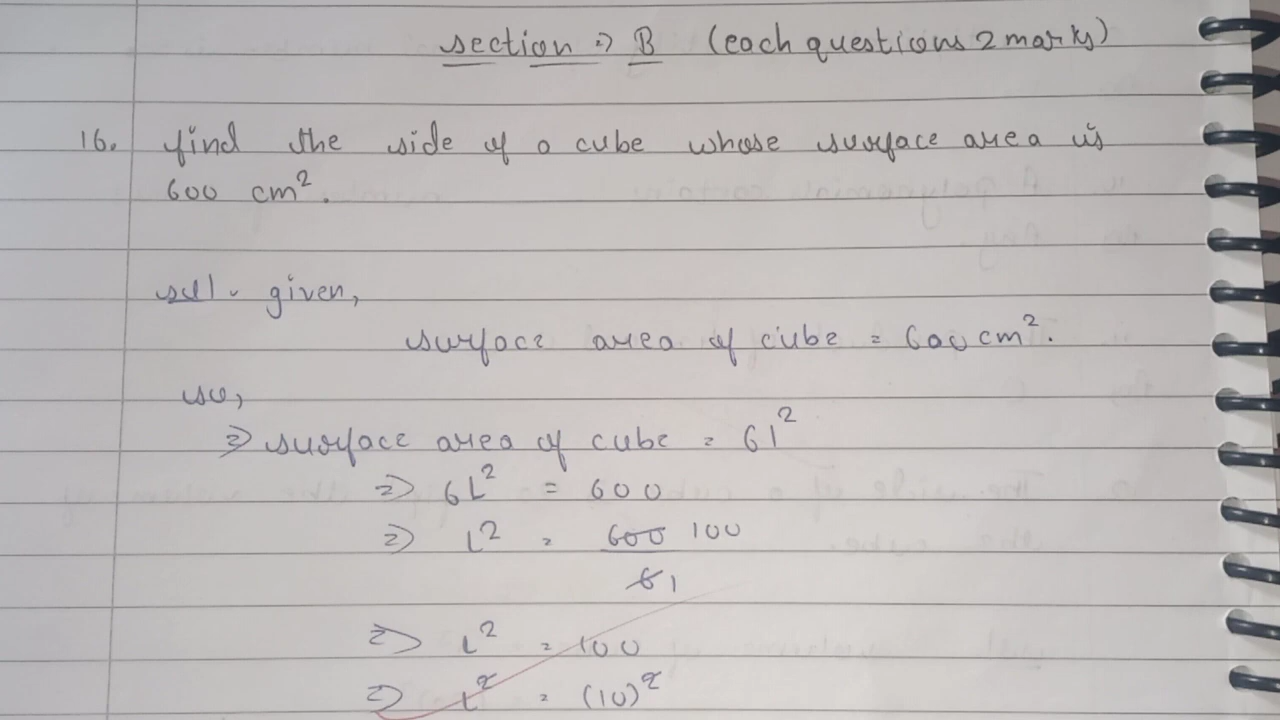 section ⇒ B (each questions 2 marks)
16. find the side of a cube whose surface area is
600 cm².
sol. given,
surface area of cube = 600 cm².
so,
⇒ surface area of cube = 6l²
⇒ 6L² = 600
⇒ L² = 600 100
61
⇒ L² = 100
⇒ L² = (10)²